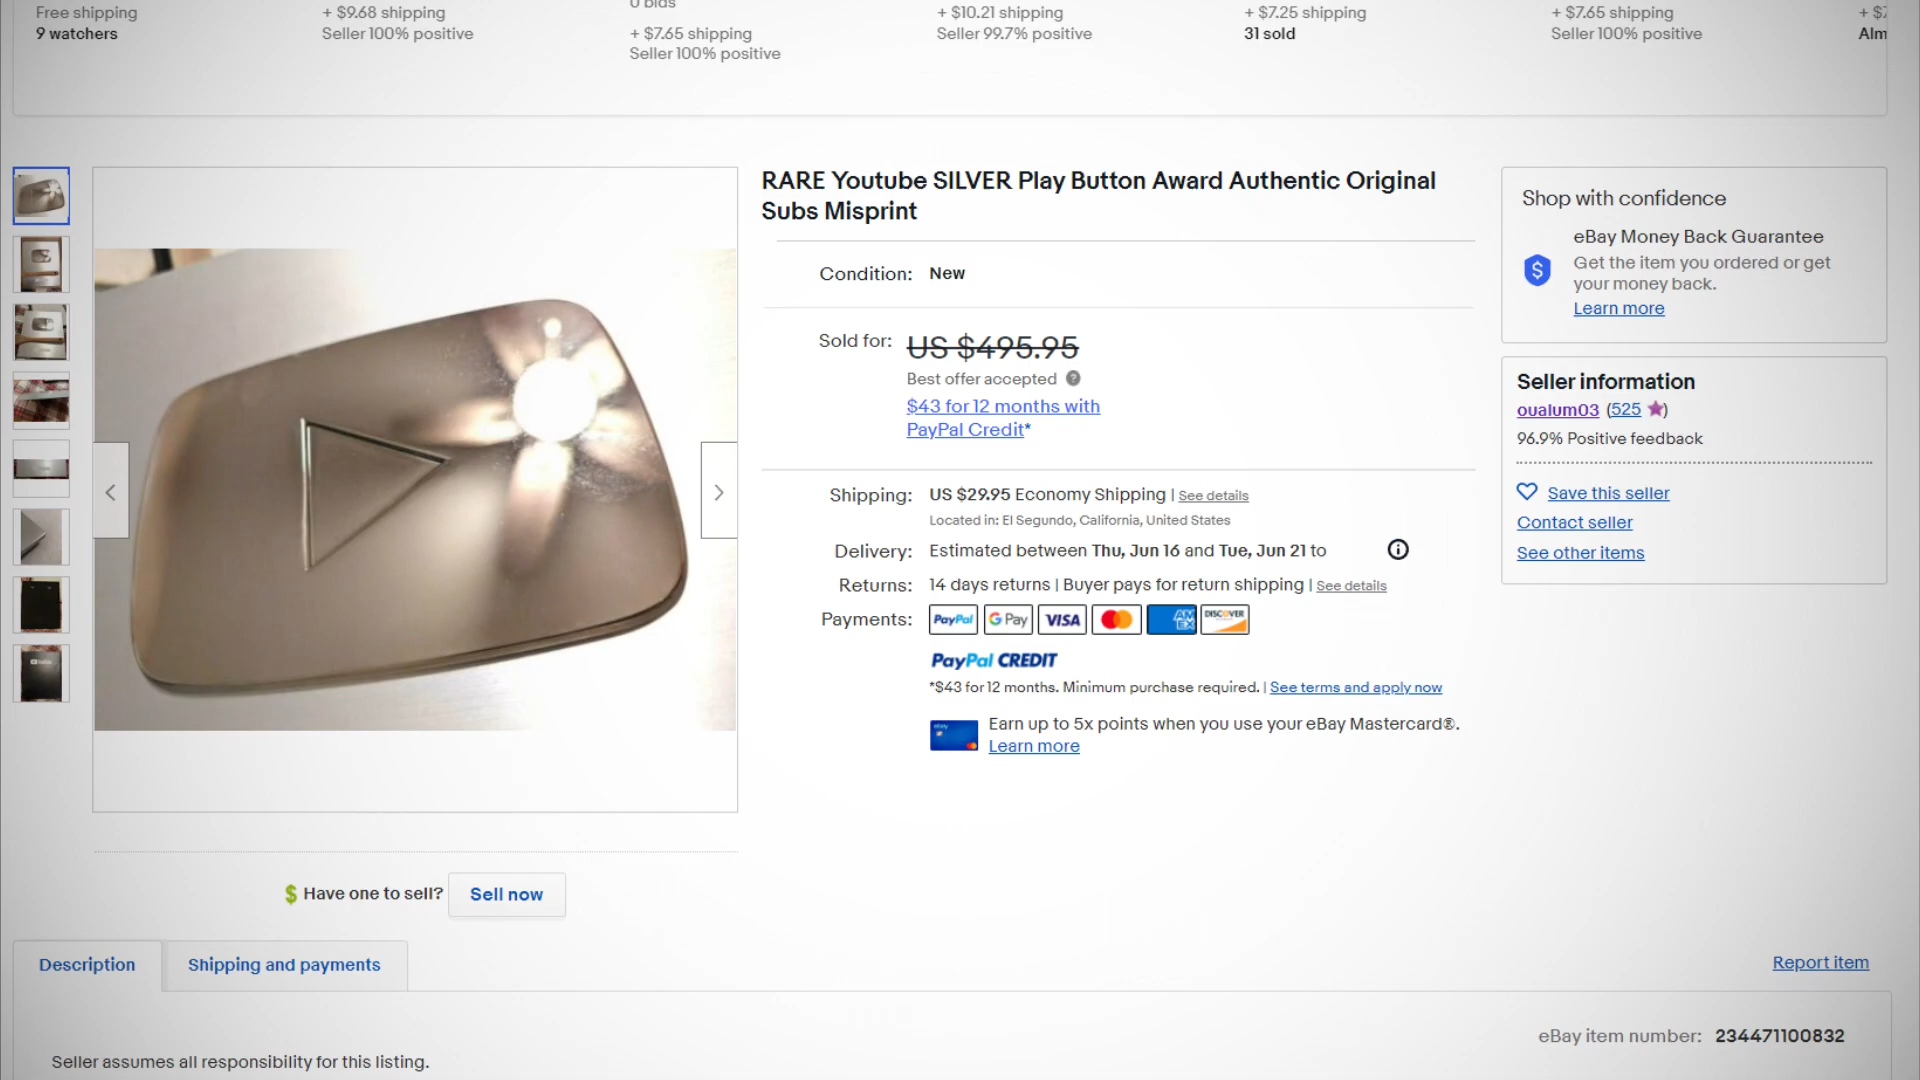 Free shipping
9 watchers
+ $9.68 shipping
Seller 100% positive
0 bids
+ $7.65 shipping
Seller 100% positive
+ $10.21 shipping
Seller 99.7% positive
+ $7.25 shipping
31 sold
+ $7.65 shipping
Seller 100% positive
+ $7
Alm
RARE Youtube SILVER Play Button Award Authentic Original
Subs Misprint
Condition: New
Sold for: US $495.95
Best offer accepted
$43 for 12 months with
PayPal Credit*
Shipping: US $29.95 Economy Shipping | See details
Located in: El Segundo, California, United States
Delivery: Estimated between Thu, Jun 16 and Tue, Jun 21 to
Returns: 14 days returns | Buyer pays for return shipping | See details
Payments: PayPal G Pay VISA AMEX DISCOVER
PayPal CREDIT
*$43 for 12 months. Minimum purchase required. | See terms and apply now
Earn up to 5x points when you use your eBay Mastercard®.
Learn more
Shop with confidence
eBay Money Back Guarantee
Get the item you ordered or get
your money back.
Learn more
Seller information
oualum03 (525)
96.9% Positive feedback
Save this seller
Contact seller
See other items
$ Have one to sell? Sell now
Description
Shipping and payments
Report item
eBay item number: 234471100832
Seller assumes all responsibility for this listing.